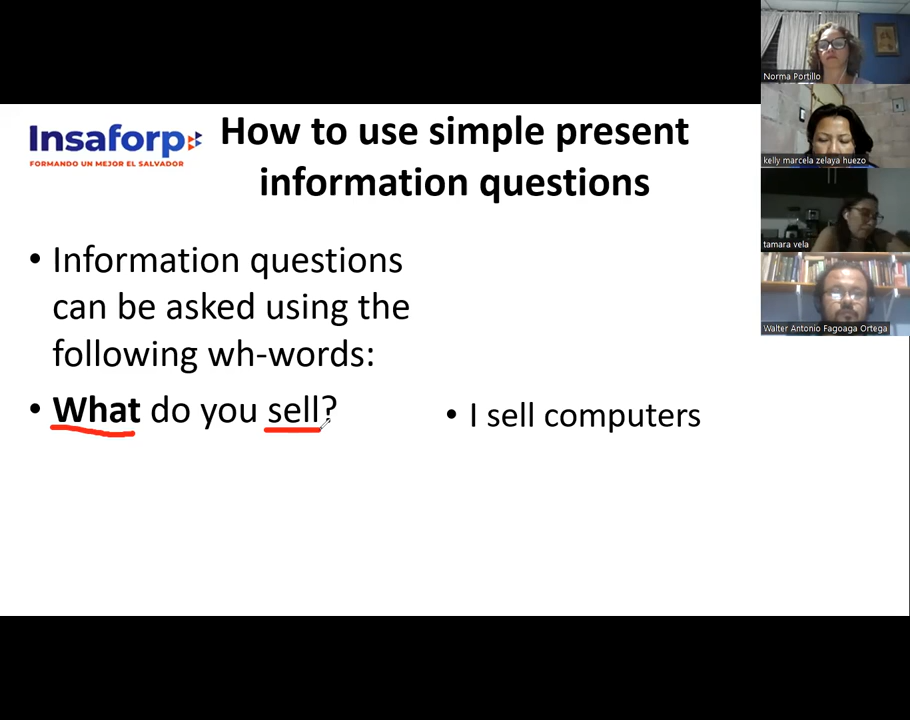 Insaforp
FORMANDO UN MEJOR EL SALVADOR
How to use simple present
information questions
• Information questions
can be asked using the
following wh-words:
• What do you sell?
• I sell computers
Norma Portillo
kelly marcela zelaya huezo
tamara vela
Walter Antonio Fagoaga Ortega